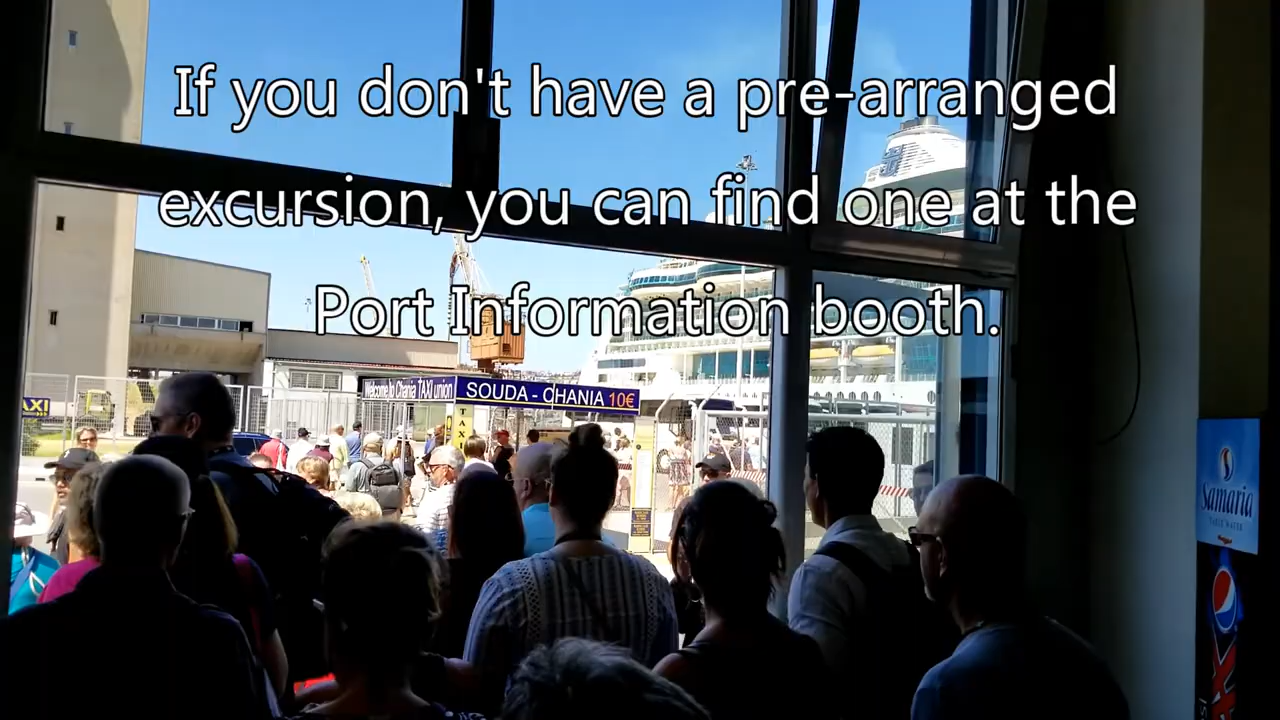 If you don't have a pre-arranged
excursion, you can find one at the
Port Information booth.
Welcome to Chania TAXI union
SOUDA - CHANIA 10€
AXI
TAXI
Samaria